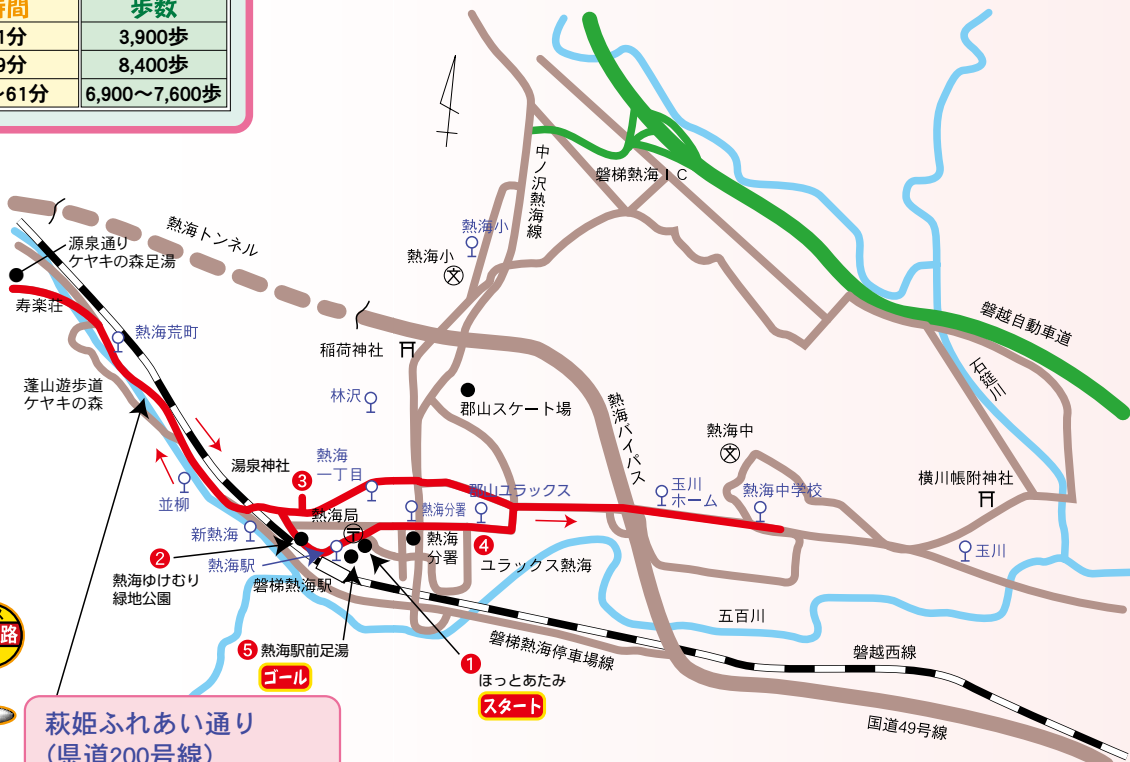 時間 歩数
1分 3,900歩
9分 8,400歩
～61分 6,900～7,600歩
中ノ沢熱海線
磐梯熱海IC
熱海トンネル
熱海小
熱海小
文
源泉通り
ケヤキの森足湯
寿楽荘
熱海荒町
稲荷神社
磐越自動車道
石筵川
蓬山遊歩道
ケヤキの森
林沢
郡山スケート場
熱海バイパス
熱海中
文
湯泉神社
熱海
一丁目
3
郡山ユラックス
玉川
ホーム
熱海中学校
横川帳附神社
並柳
熱海局
熱海分署
新熱海
熱海
分署
4
ユラックス熱海
玉川
2
熱海ゆけむり
緑地公園
熱海駅
磐梯熱海駅
五百川
5 熱海駅前足湯
ゴール
1
ほっとあたみ
スタート
磐梯熱海停車場線
磐越西線
国道49号線
ス
路
萩姫ふれあい通り
(県道200号線)